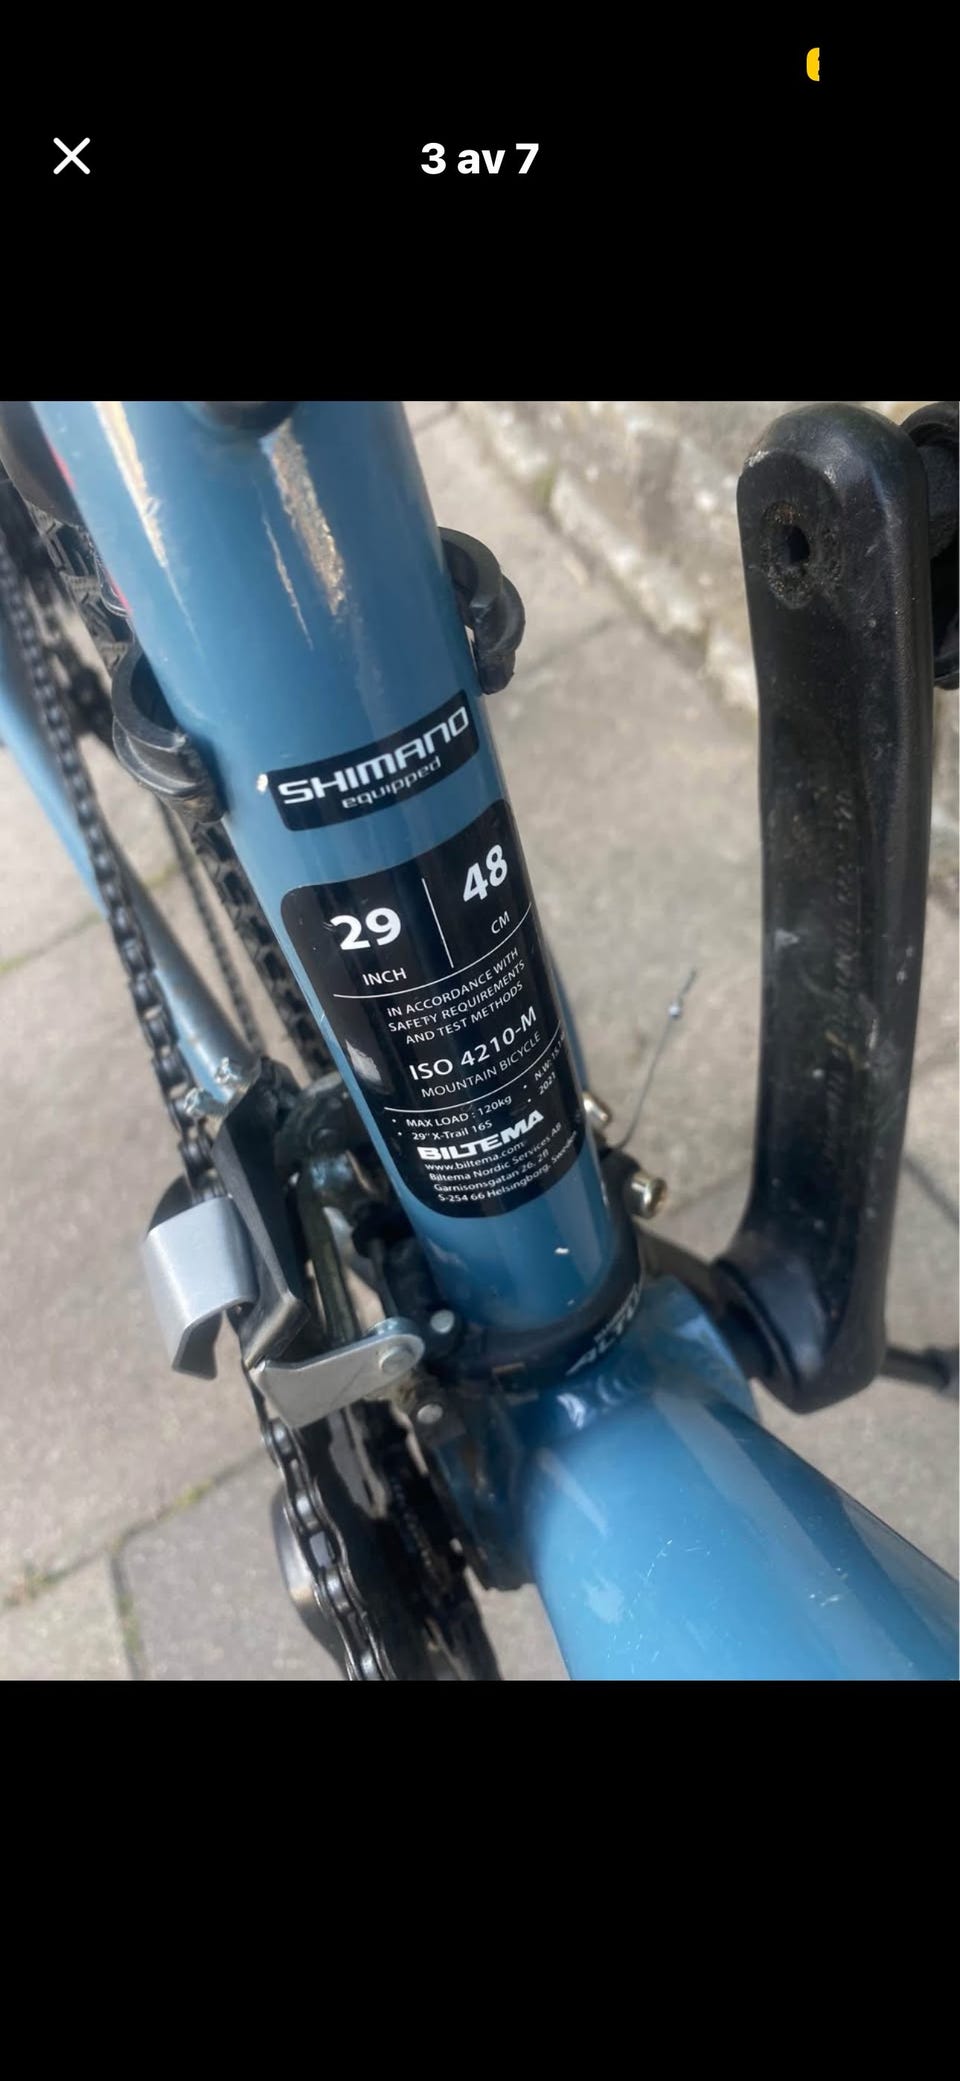 3 av 7
SHIMANO
equipped
29
INCH
48
CM
IN ACCORDANCE WITH
SAFETY REQUIREMENTS
AND TEST METHODS
ISO 4210-M
MOUNTAIN BICYCLE
• MAX LOAD : 120kg • N.W:
• 29" X-Trail 16S • 2021
BILTEMA
www.biltema.com
Biltema Nordic Services AB
Garnisonsgatan 26, 2tr
S-254 66 Helsingborg, Sweden